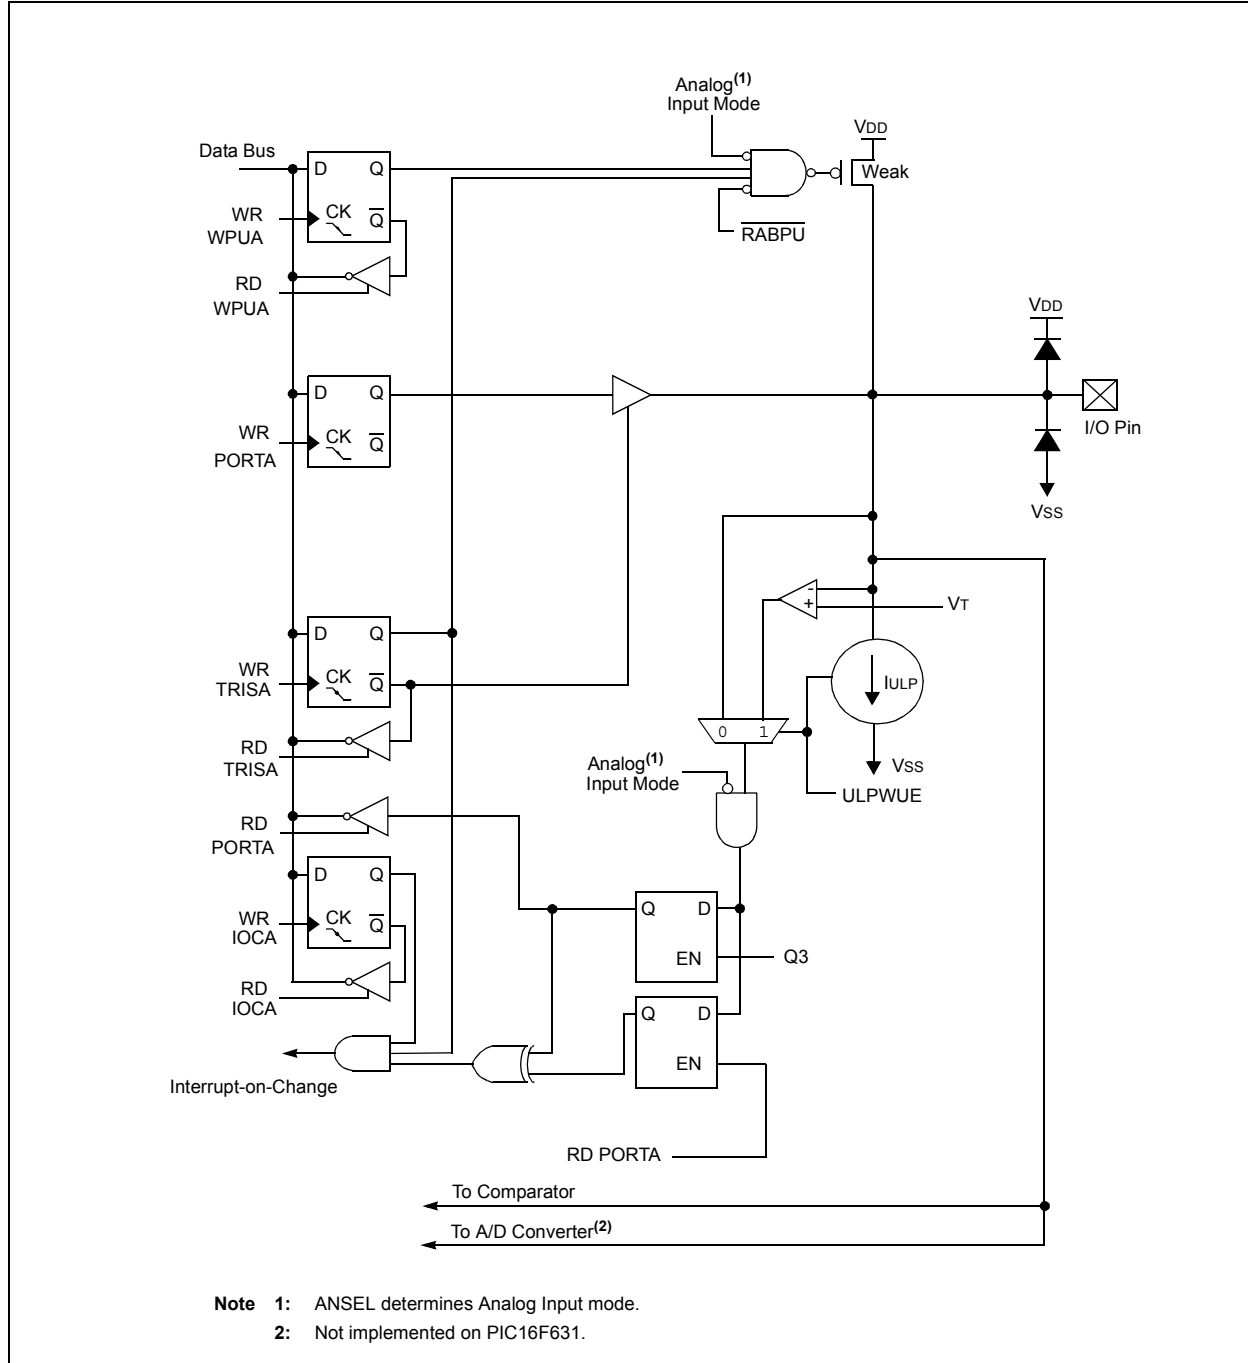 Analog(1)
Input Mode
VDD
Data Bus
D Q
Weak
WR
WPUA
CK Q
RABPU
RD
WPUA
VDD
D Q
I/O Pin
WR
PORTA
CK Q
VSS
- 
+
VT
D Q
WR
TRISA
CK Q
IULP
0 1
RD
TRISA
VSS
Analog(1)
Input Mode
ULPWUE
RD
PORTA
D Q
Q D
WR
IOCA
CK Q
EN
Q3
RD
IOCA
Q D
EN
Interrupt-on-Change
RD PORTA
To Comparator
To A/D Converter(2)
Note 1: ANSEL determines Analog Input mode.
2: Not implemented on PIC16F631.